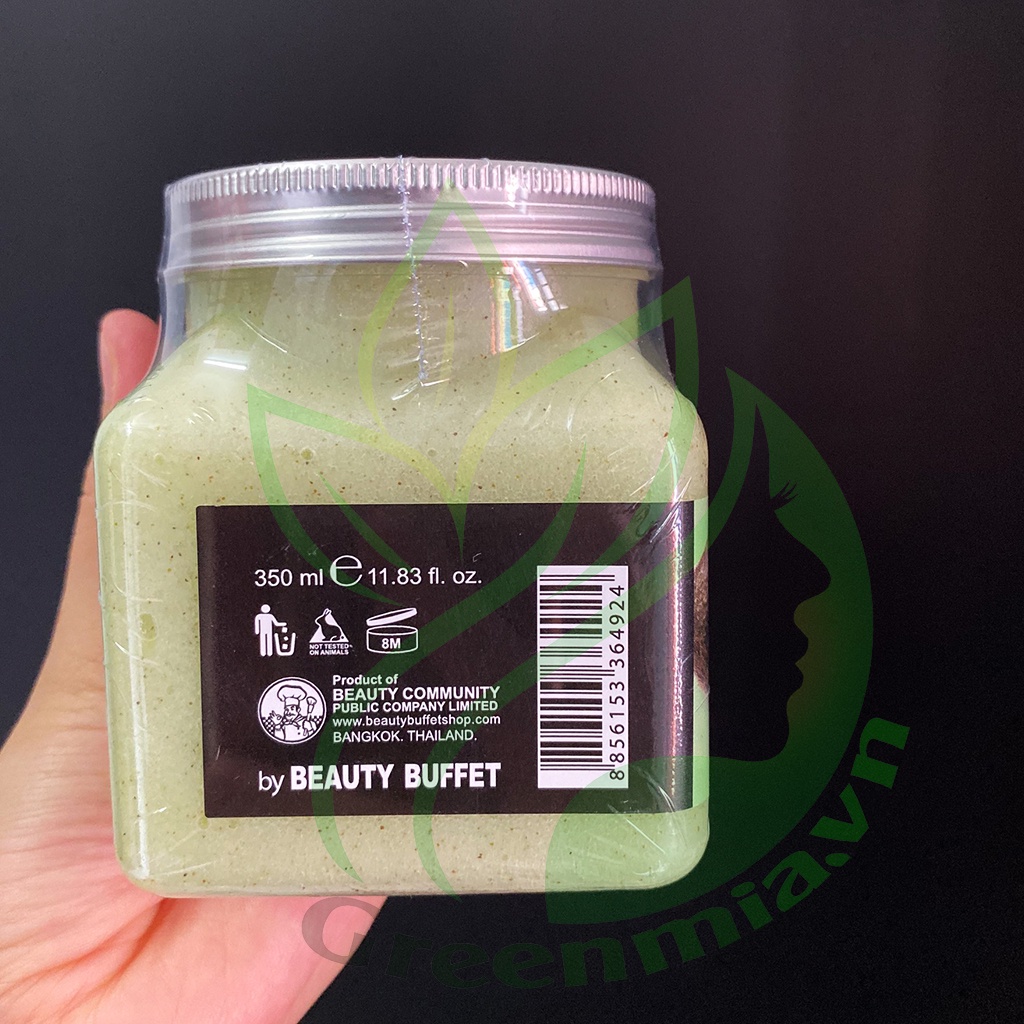 350 ml e 11.83 fl. oz.
NOT TESTED
ON ANIMALS
8M
Product of
BEAUTY COMMUNITY
PUBLIC COMPANY LIMITED
www.beautybuffetshop.com
BANGKOK. THAILAND.
by BEAUTY BUFFET
8 856153 364924
Greenmia.vn